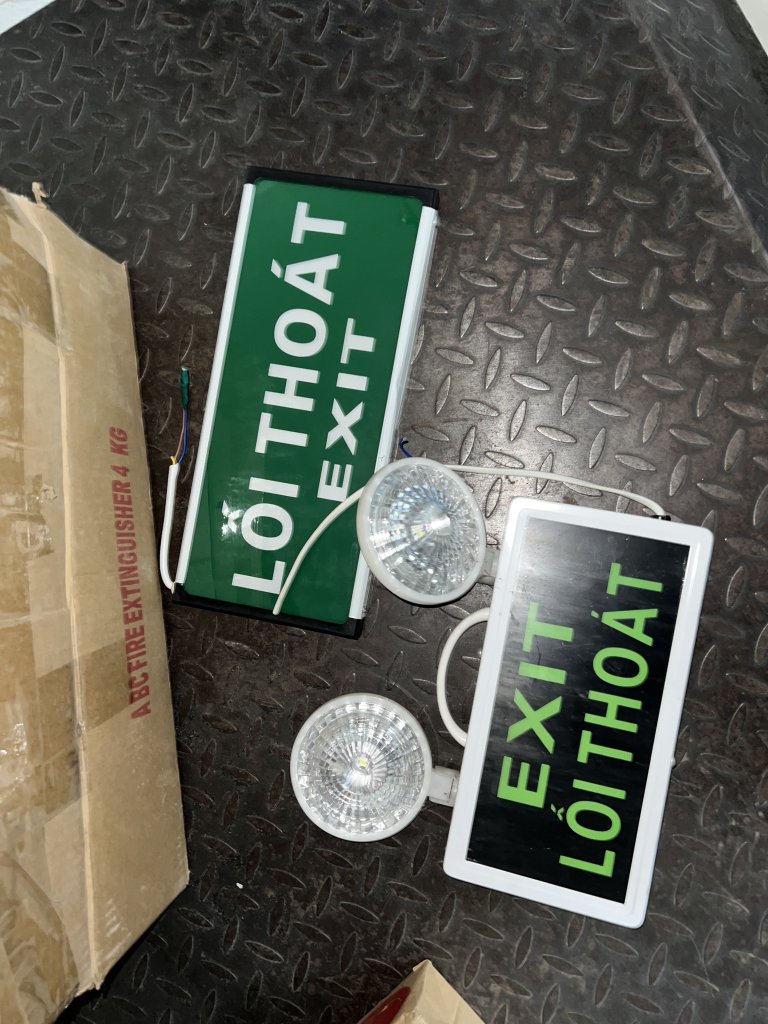 LỐI THOÁT
EXIT
EXIT
LỐI THOÁT
ABC FIRE EXTINGUISHER 4 KG